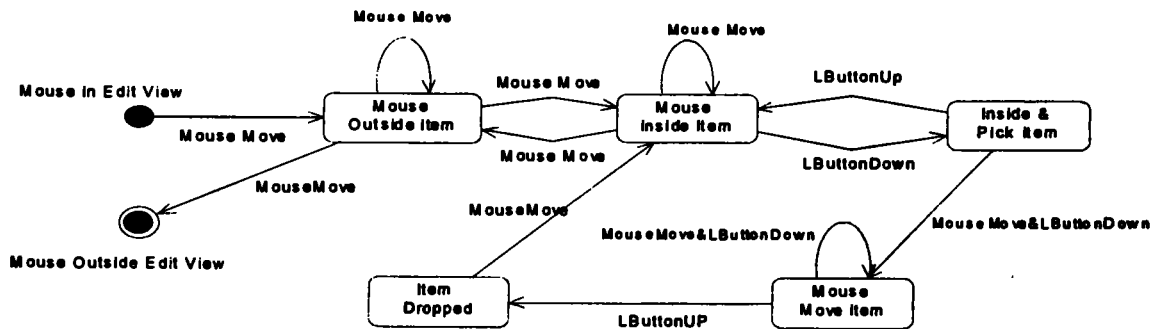 Mouse Move
Mouse Move
Mouse in Edit View
Mouse Move
LButtonUp
Mouse
Outside Item
Mouse
Inside Item
Inside &
Pick Item
Mouse Move
Mouse Move
LButtonDown
MouseMove
MouseMove
MouseMove&LButtonDown
MouseMove&LButtonDown
Mouse Outside Edit View
Item
Dropped
Mouse
Move Item
LButtonUP